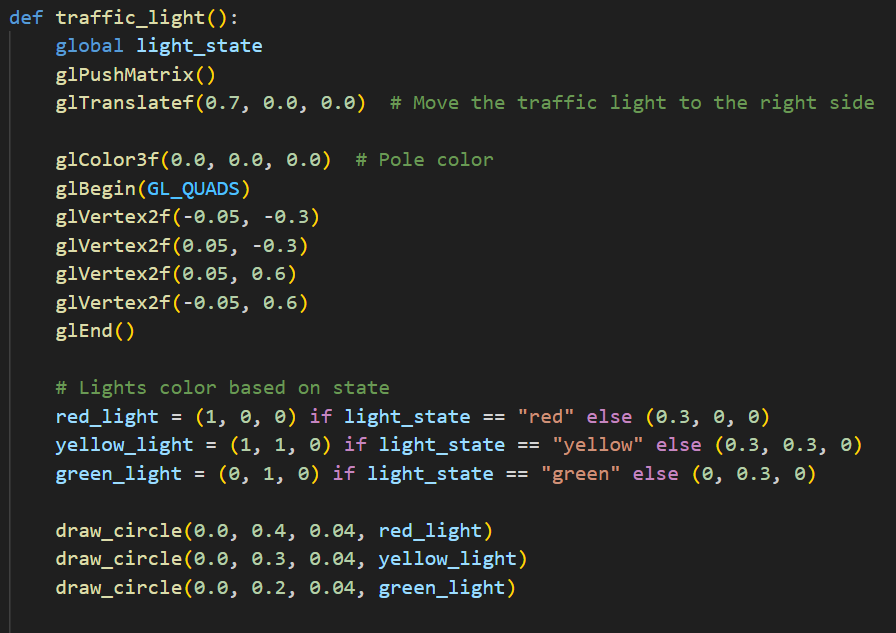 def traffic_light():
    global light_state
    glPushMatrix()
    glTranslatef(0.7, 0.0, 0.0)  # Move the traffic light to the right side

    glColor3f(0.0, 0.0, 0.0)  # Pole color
    glBegin(GL_QUADS)
    glVertex2f(-0.05, -0.3)
    glVertex2f(0.05, -0.3)
    glVertex2f(0.05, 0.6)
    glVertex2f(-0.05, 0.6)
    glEnd()

    # Lights color based on state
    red_light = (1, 0, 0) if light_state == "red" else (0.3, 0, 0)
    yellow_light = (1, 1, 0) if light_state == "yellow" else (0.3, 0.3, 0)
    green_light = (0, 1, 0) if light_state == "green" else (0, 0.3, 0)

    draw_circle(0.0, 0.4, 0.04, red_light)
    draw_circle(0.0, 0.3, 0.04, yellow_light)
    draw_circle(0.0, 0.2, 0.04, green_light)